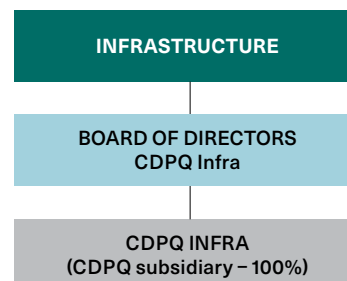 INFRASTRUCTURE
BOARD OF DIRECTORS
CDPQ Infra
CDPQ INFRA
(CDPQ subsidiary – 100%)